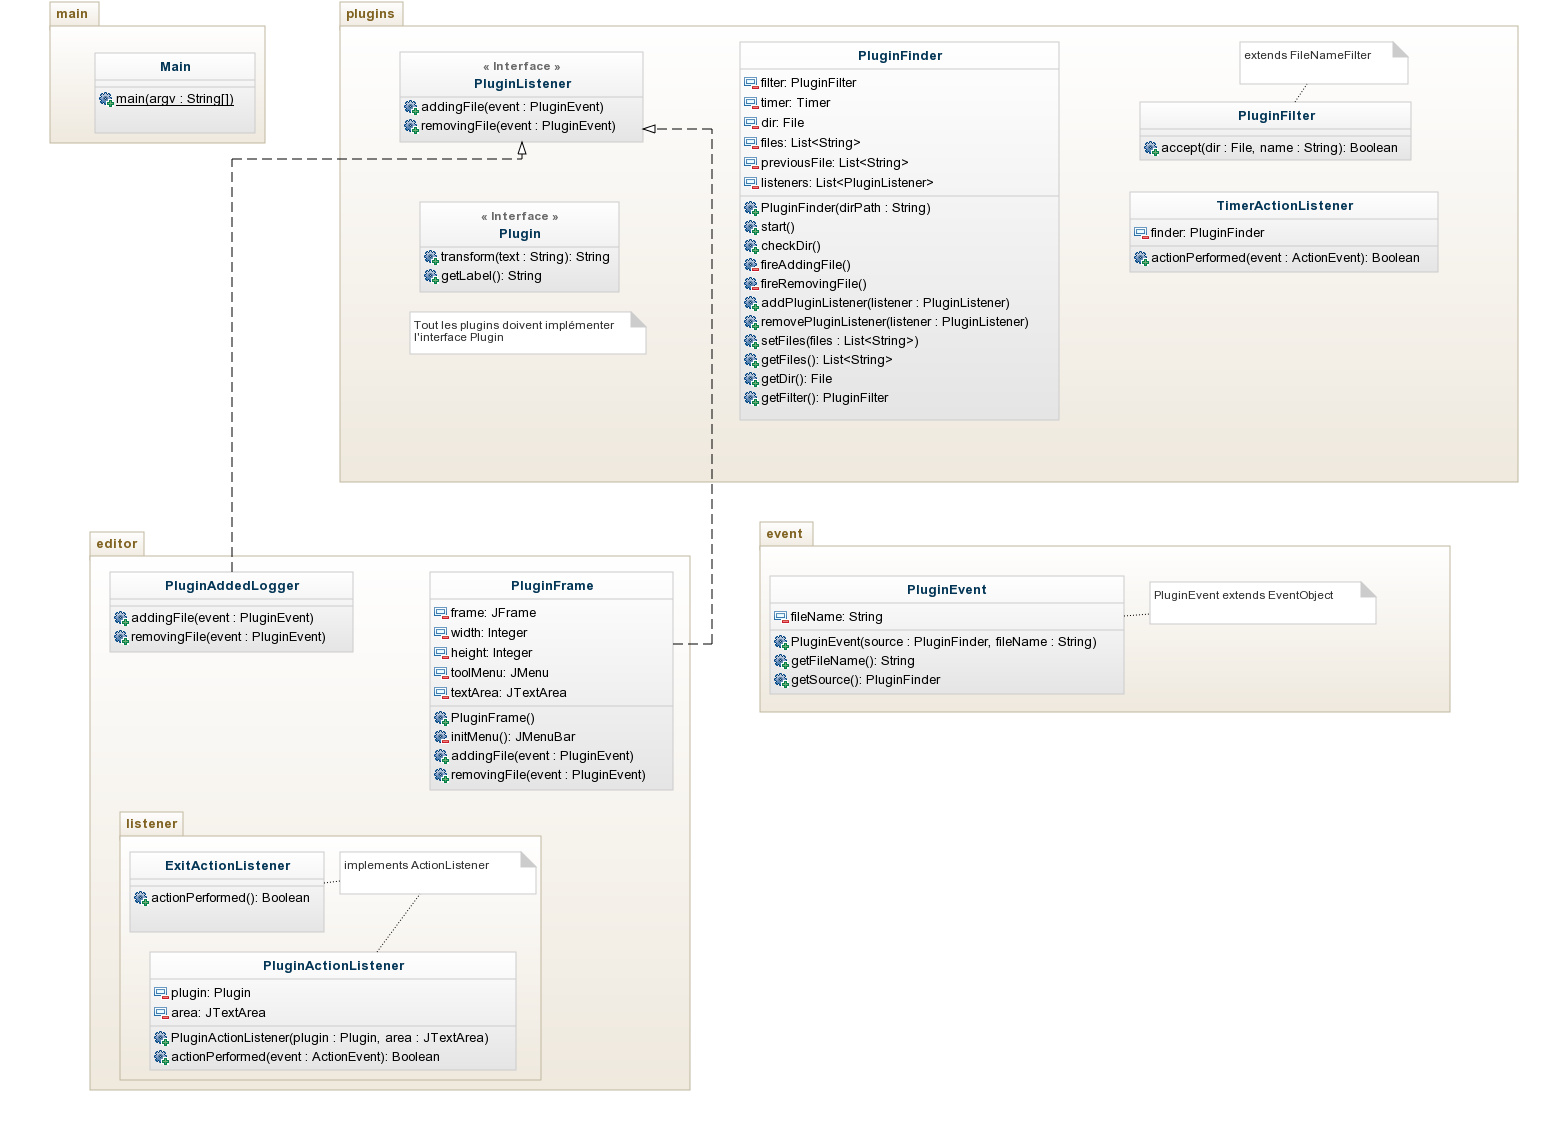 main
Main
main(argv : String[])
plugins
« Interface »
PluginListener
addingFile(event : PluginEvent)
removingFile(event : PluginEvent)
« Interface »
Plugin
transform(text : String): String
getLabel(): String
Tout les plugins doivent implémenter
l'interface Plugin
PluginFinder
filter: PluginFilter
timer: Timer
dir: File
files: List<String>
previousFile: List<String>
listeners: List<PluginListener>
PluginFinder(dirPath : String)
start()
checkDir()
fireAddingFile()
fireRemovingFile()
addPluginListener(listener : PluginListener)
removePluginListener(listener : PluginListener)
setFiles(files : List<String>)
getFiles(): List<String>
getDir(): File
getFilter(): PluginFilter
extends FileNameFilter
PluginFilter
accept(dir : File, name : String): Boolean
TimerActionListener
finder: PluginFinder
actionPerformed(event : ActionEvent): Boolean
editor
PluginAddedLogger
addingFile(event : PluginEvent)
removingFile(event : PluginEvent)
PluginFrame
frame: JFrame
width: Integer
height: Integer
toolMenu: JMenu
textArea: JTextArea
PluginFrame()
initMenu(): JMenuBar
addingFile(event : PluginEvent)
removingFile(event : PluginEvent)
listener
ExitActionListener
actionPerformed(): Boolean
implements ActionListener
PluginActionListener
plugin: Plugin
area: JTextArea
PluginActionListener(plugin : Plugin, area : JTextArea)
actionPerformed(event : ActionEvent): Boolean
event
PluginEvent
fileName: String
PluginEvent(source : PluginFinder, fileName : String)
getFileName(): String
getSource(): PluginFinder
PluginEvent extends EventObject